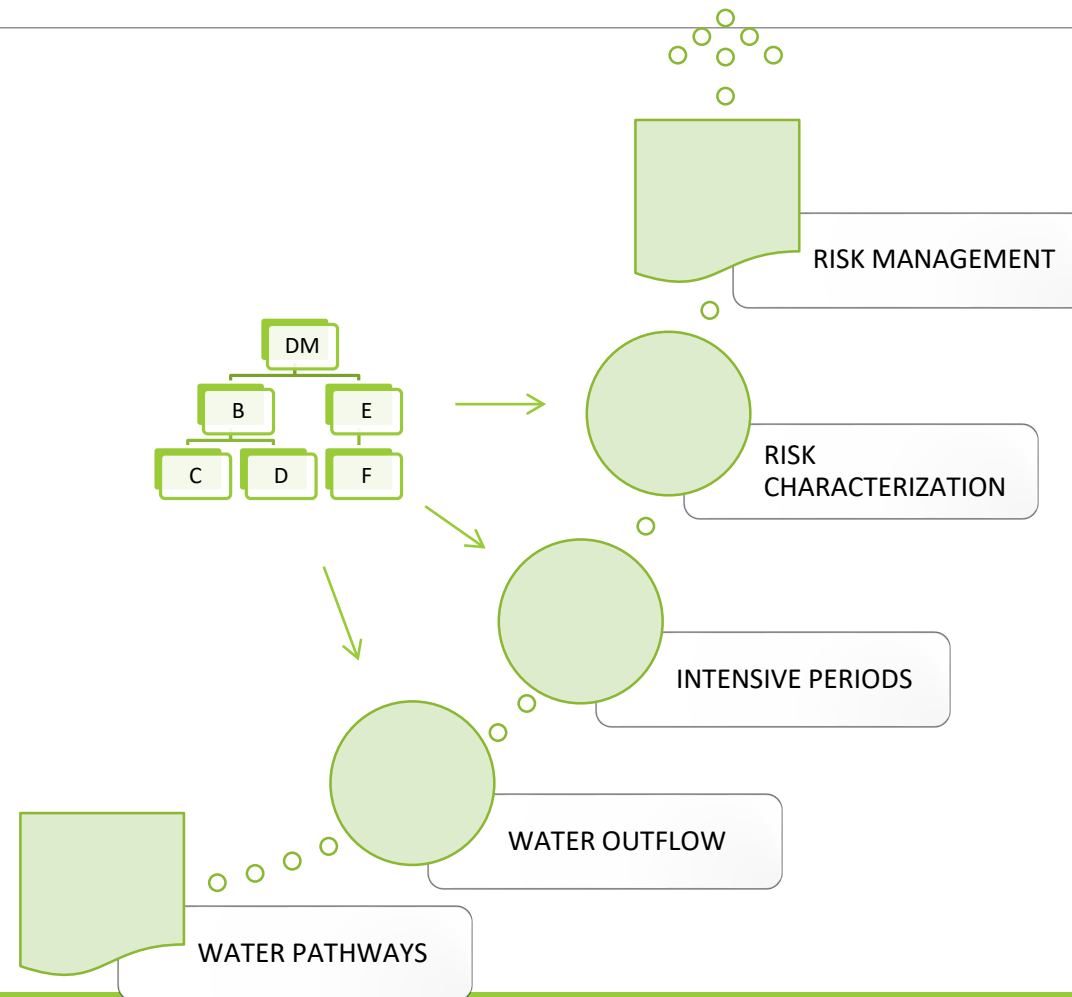 RISK MANAGEMENT
DM
B E
C D F
RISK
CHARACTERIZATION
INTENSIVE PERIODS
WATER OUTFLOW
WATER PATHWAYS